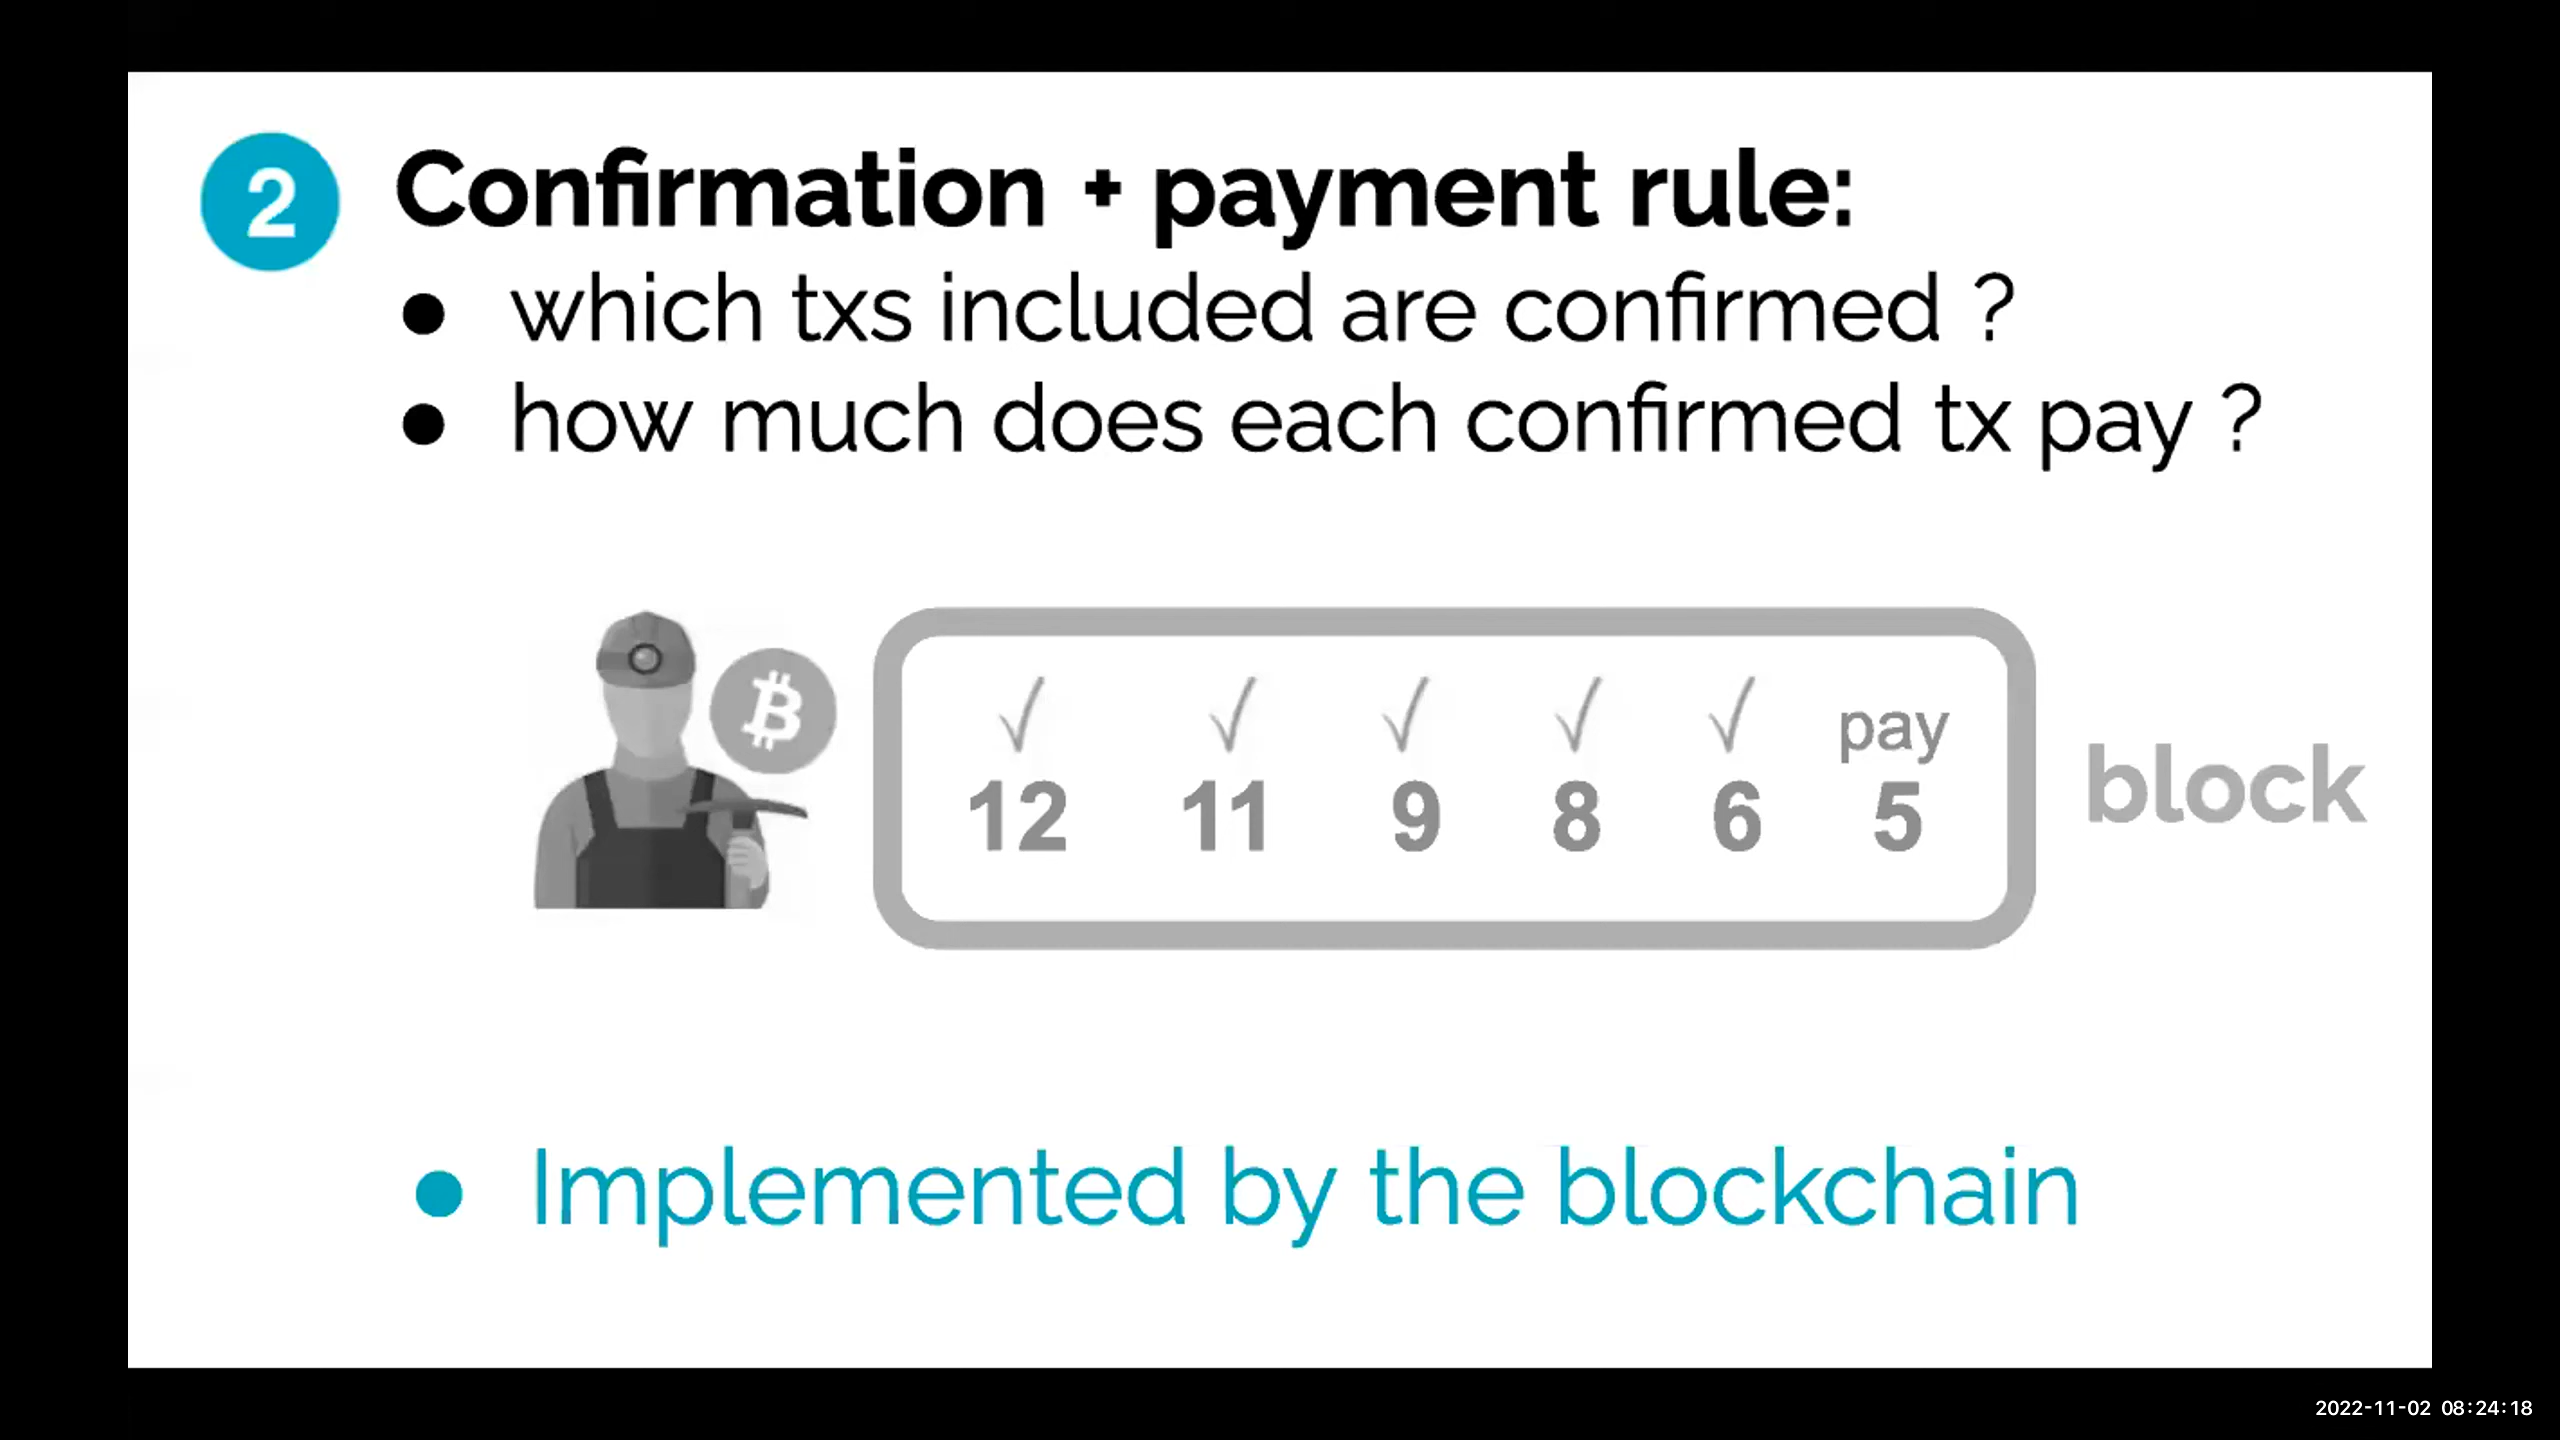 2 Confirmation + payment rule:
● which txs included are confirmed ?
● how much does each confirmed tx pay ?
✓ ✓ ✓ ✓ ✓ pay
12 11 9 8 6 5
block
● Implemented by the blockchain
2022-11-02 08:24:18